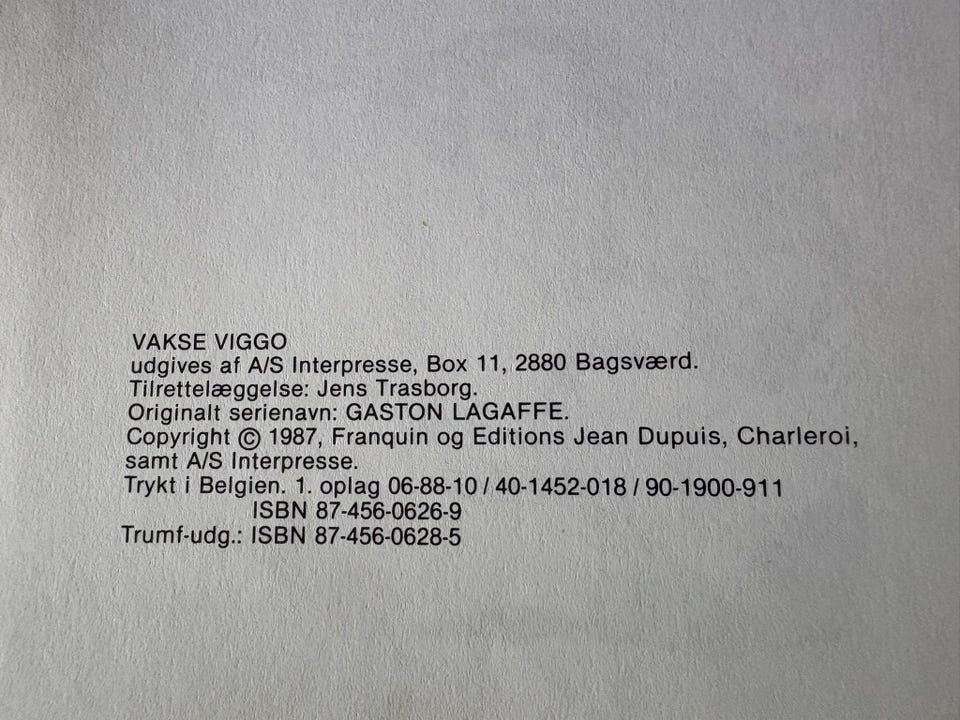 VAKSE VIGGO
udgives af A/S Interpresse, Box 11, 2880 Bagsværd.
Tilrettelæggelse: Jens Trasborg.
Originalt serienavn: GASTON LAGAFFE.
Copyright © 1987, Franquin og Editions Jean Dupuis, Charleroi,
samt A/S Interpresse.
Trykt i Belgien. 1. oplag 06-88-10 / 40-1452-018 / 90-1900-911
ISBN 87-456-0626-9
Trumf-udg.: ISBN 87-456-0628-5